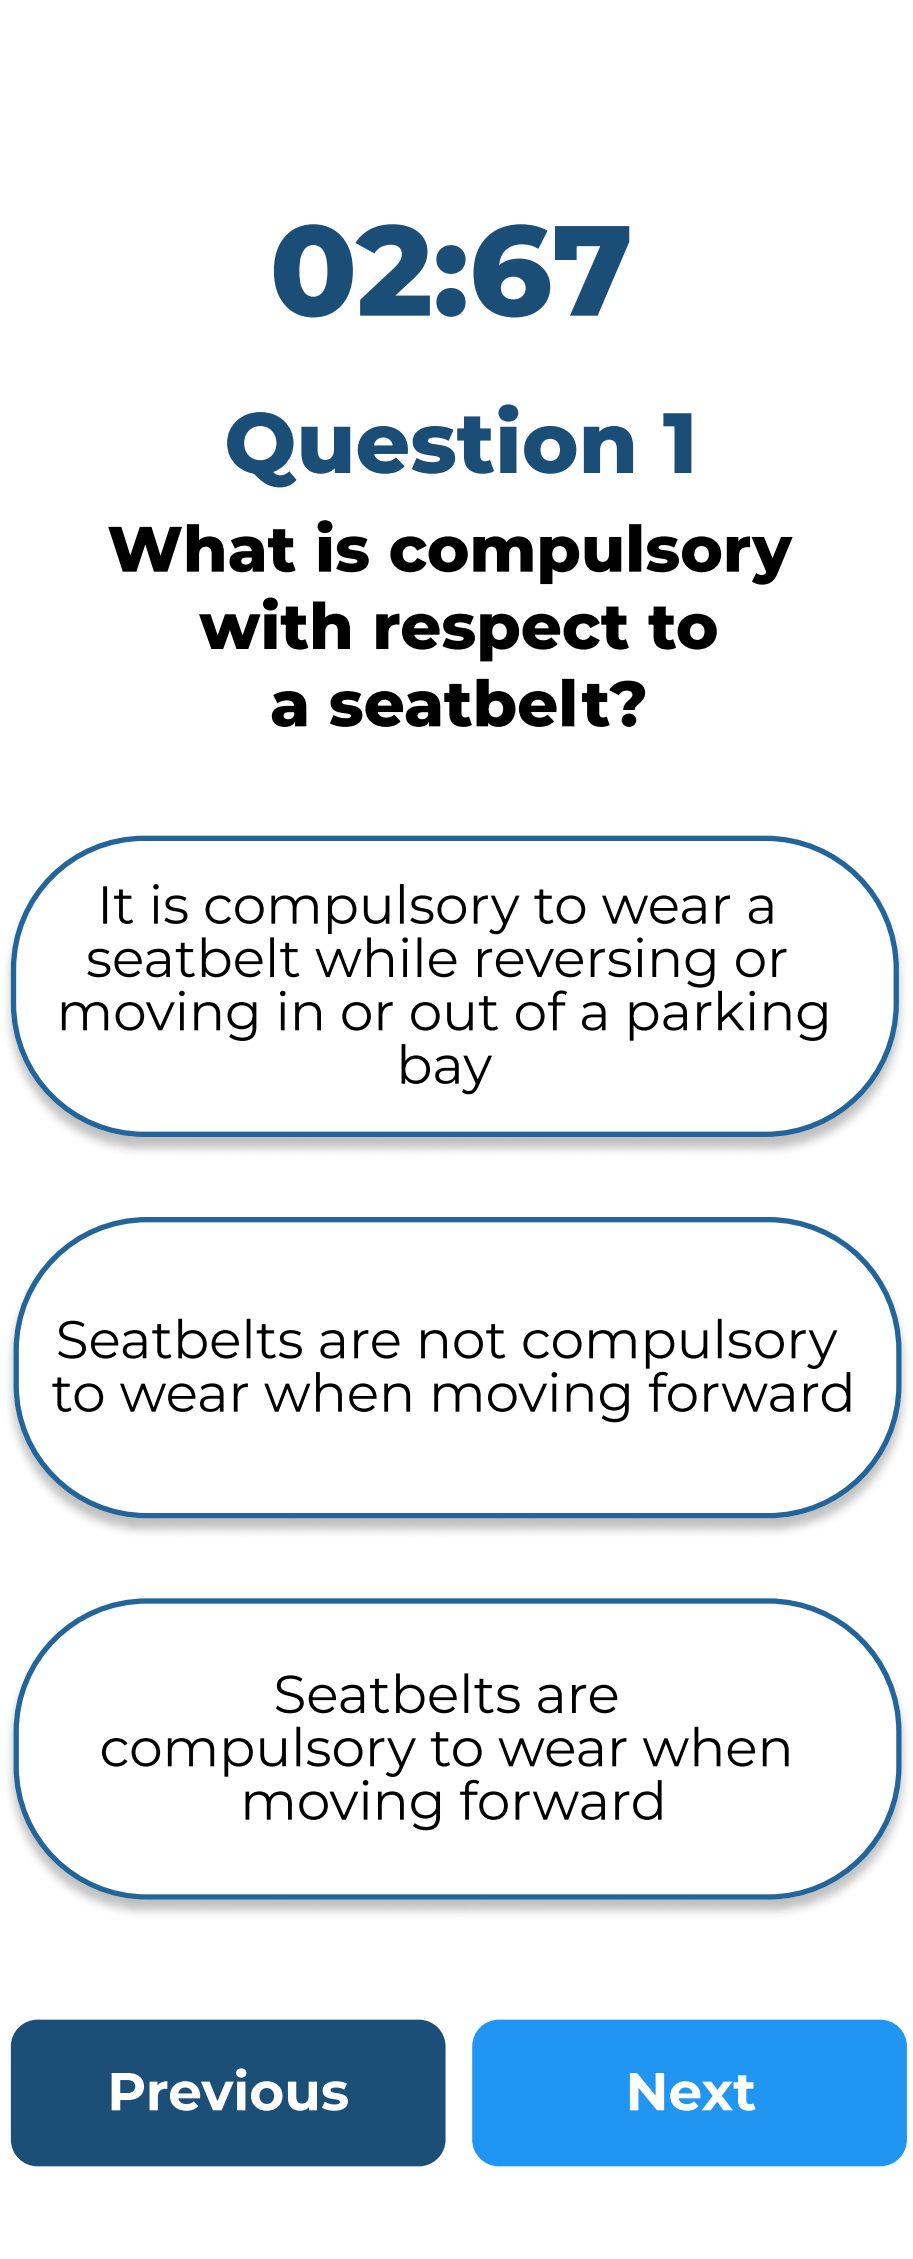 02:67
Question 1
What is compulsory
with respect to
a seatbelt?
It is compulsory to wear a
seatbelt while reversing or
moving in or out of a parking
bay
Seatbelts are not compulsory
to wear when moving forward
Seatbelts are
compulsory to wear when
moving forward
Previous
Next